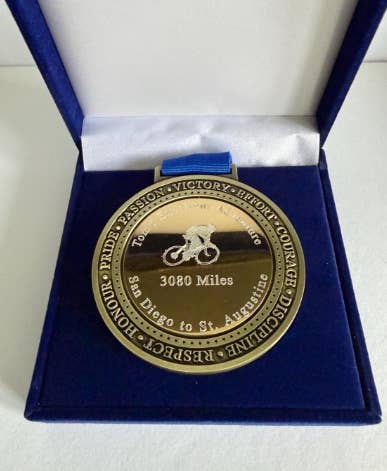 HONOUR • PRIDE • PASSION • VICTORY • EFFORT • COURAGE • DISCIPLINE • RESPECT •
3080 Miles
San Diego to St. Augustine